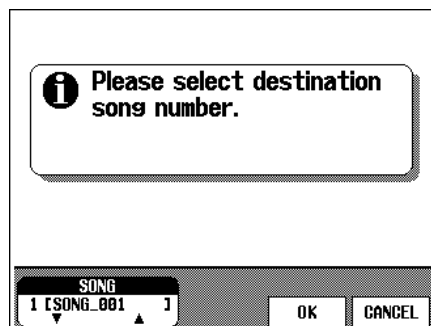 Please select destination
song number.
SONG
1 [SONG_001 ]
OK
CANCEL